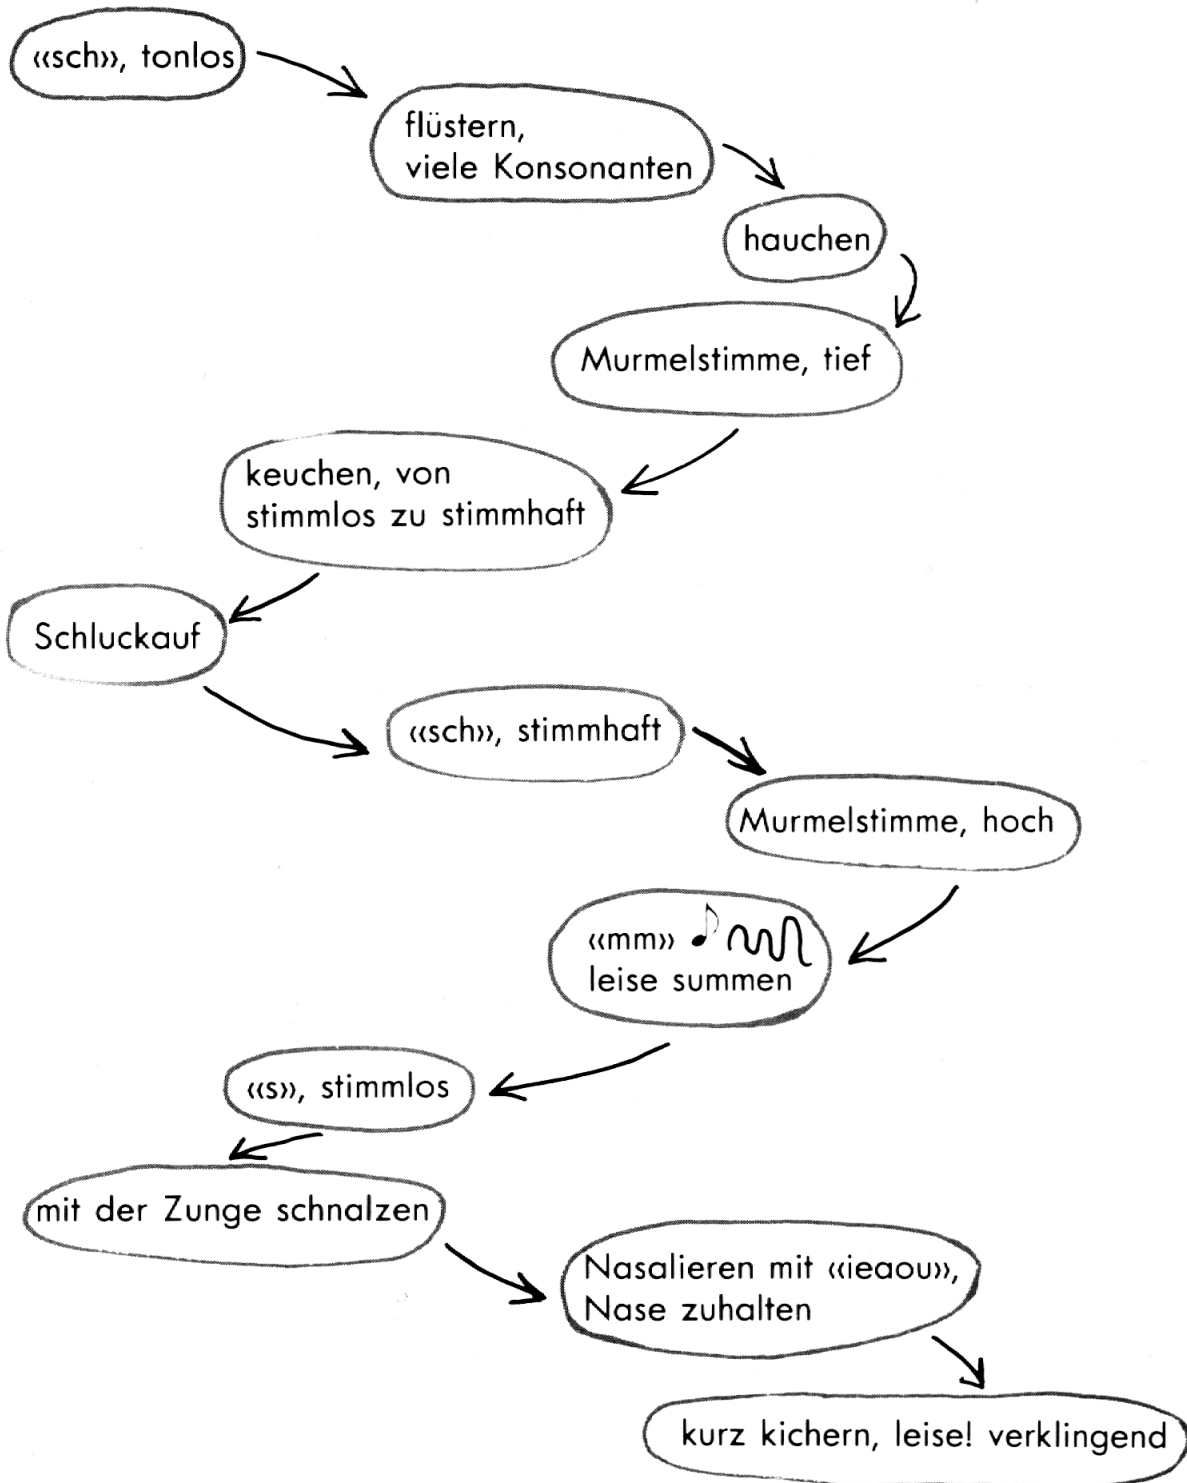 «sch», tonlos
flüstern,
viele Konsonanten
hauchen
Murmelstimme, tief
keuchen, von
stimmlos zu stimmhaft
Schluckauf
«sch», stimmhaft
Murmelstimme, hoch
«mm»
leise summen
«s», stimmlos
mit der Zunge schnalzen
Nasalieren mit «ieaou»,
Nase zuhalten
kurz kichern, leise! verklingend